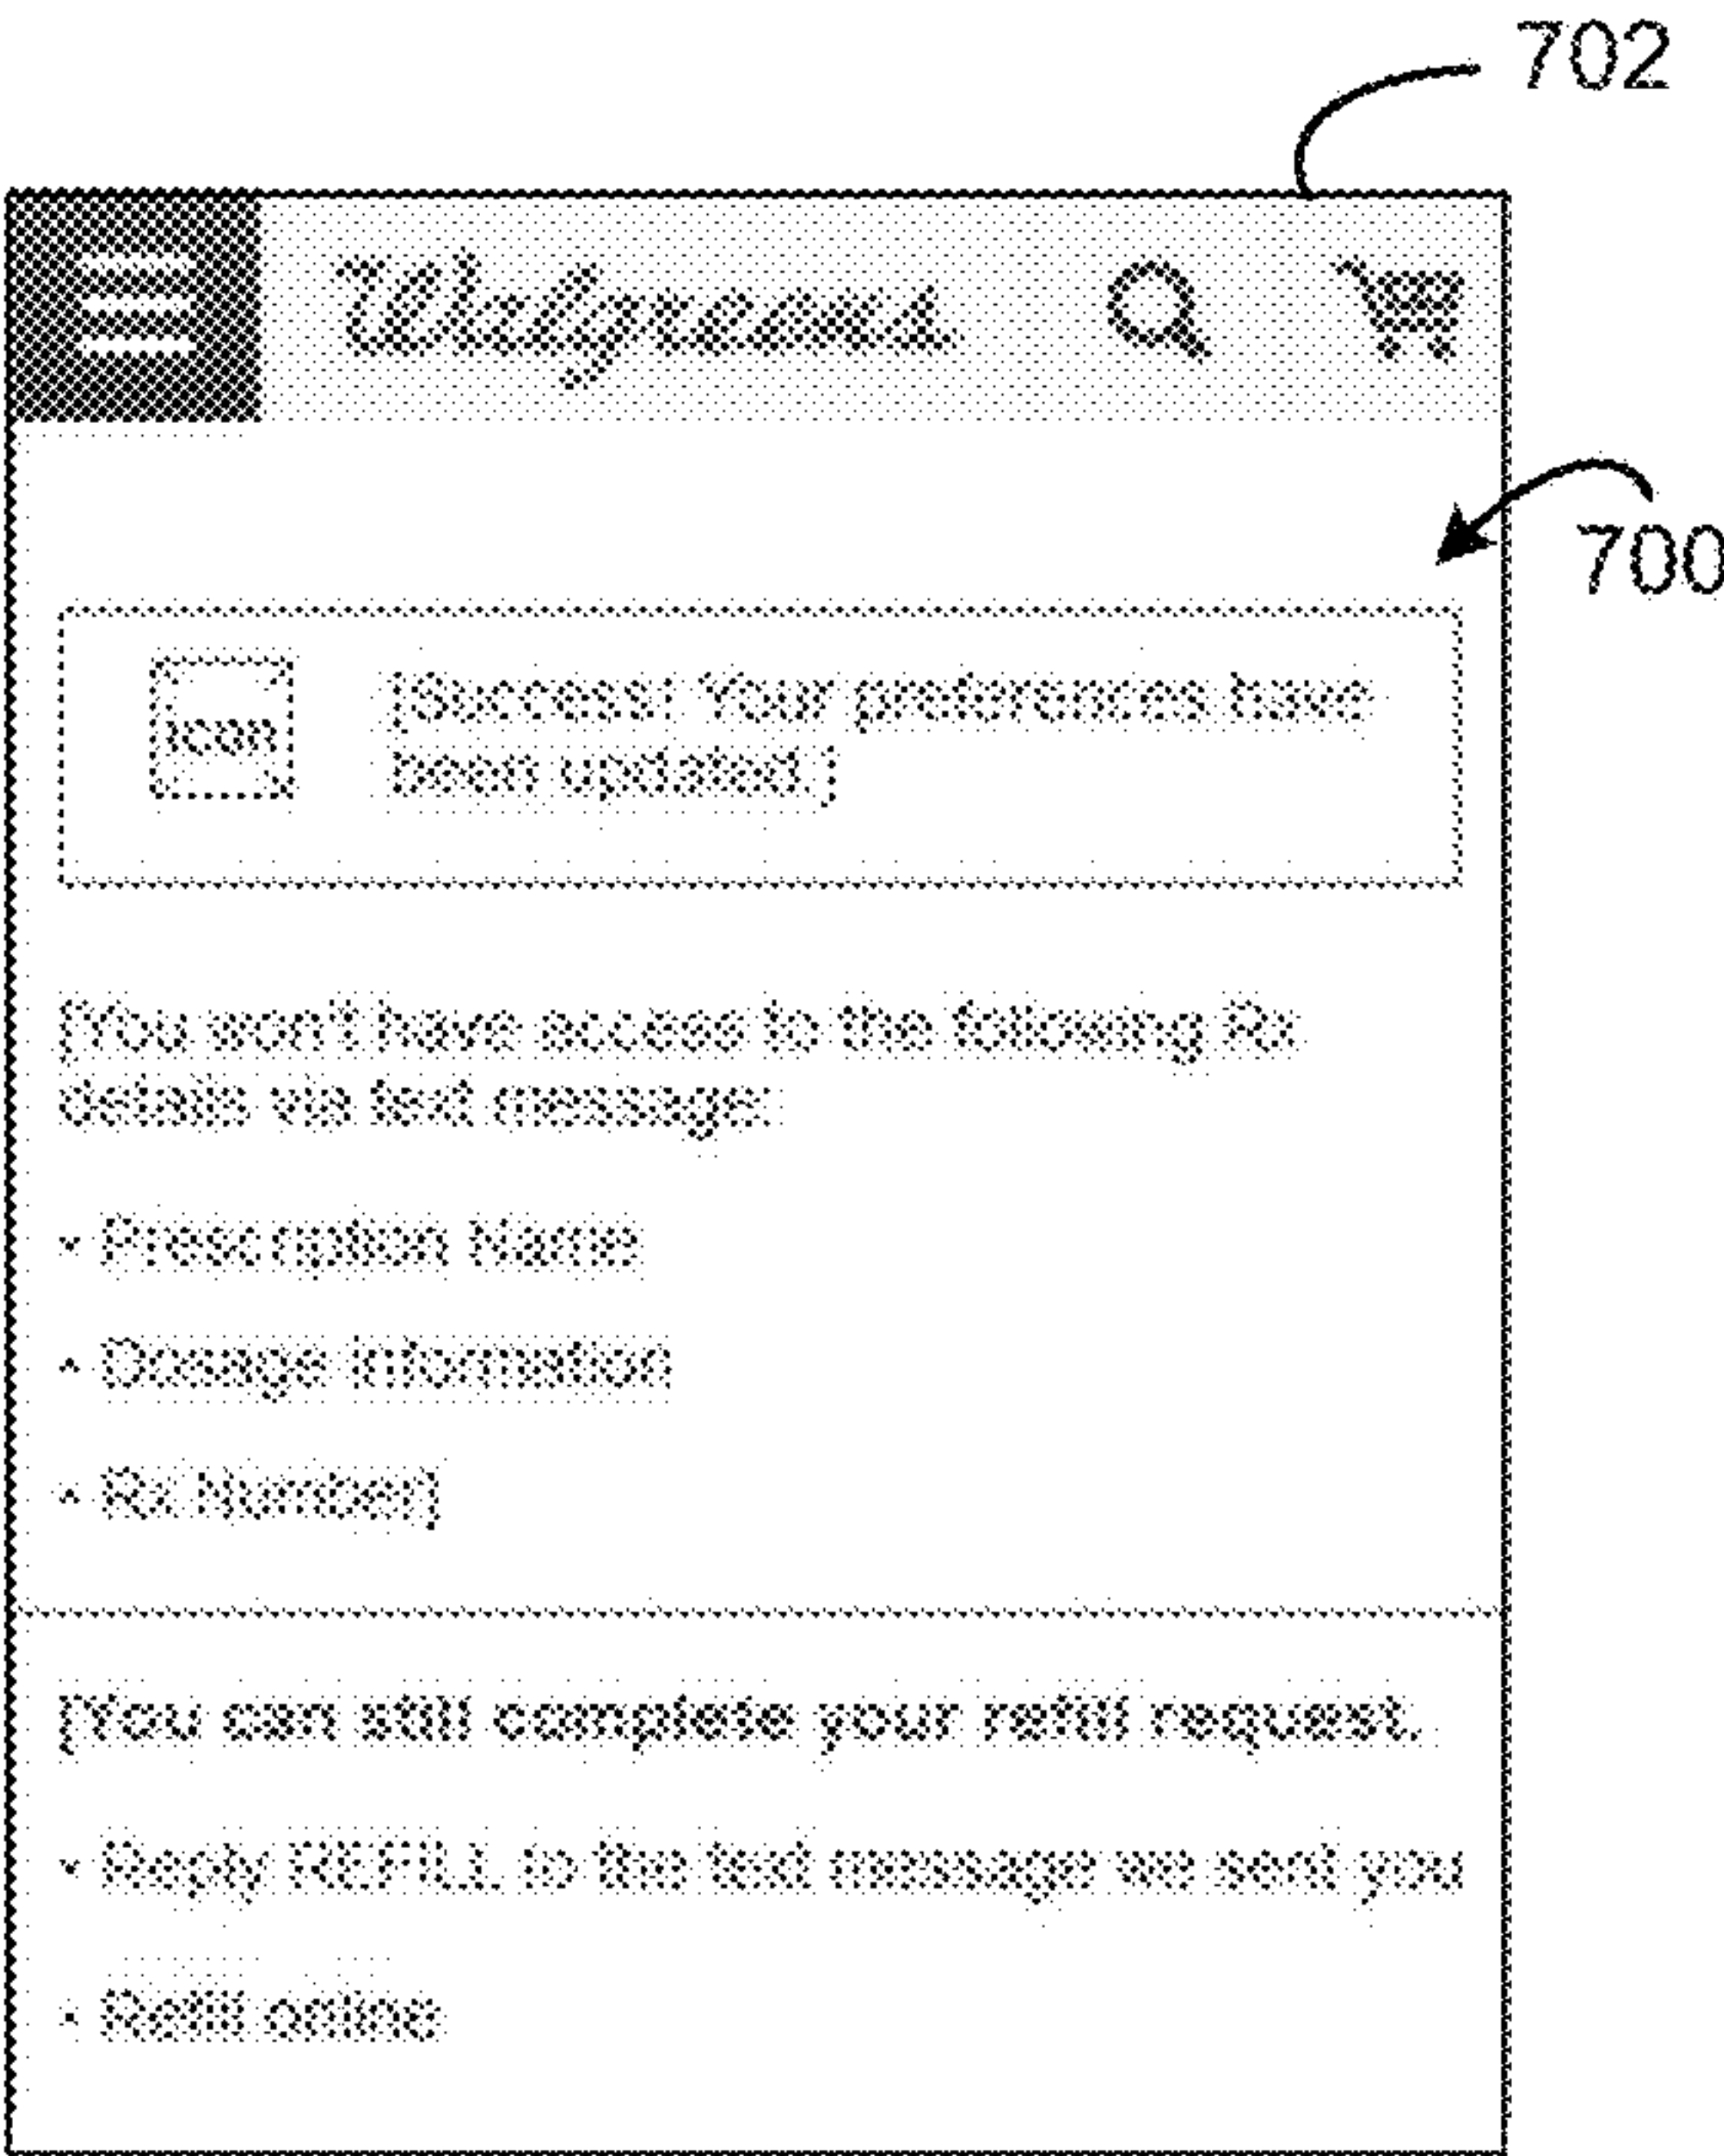 702
Walgreens
700
icon
[Success! Your preferences have
been updated.]
[You won't have access to the following Rx
details via text message:
• Prescription Name
• Dosage Information
• Rx Number]
[You can still complete your refill request.
• Reply REFILL to the text message we sent you
• Refill online